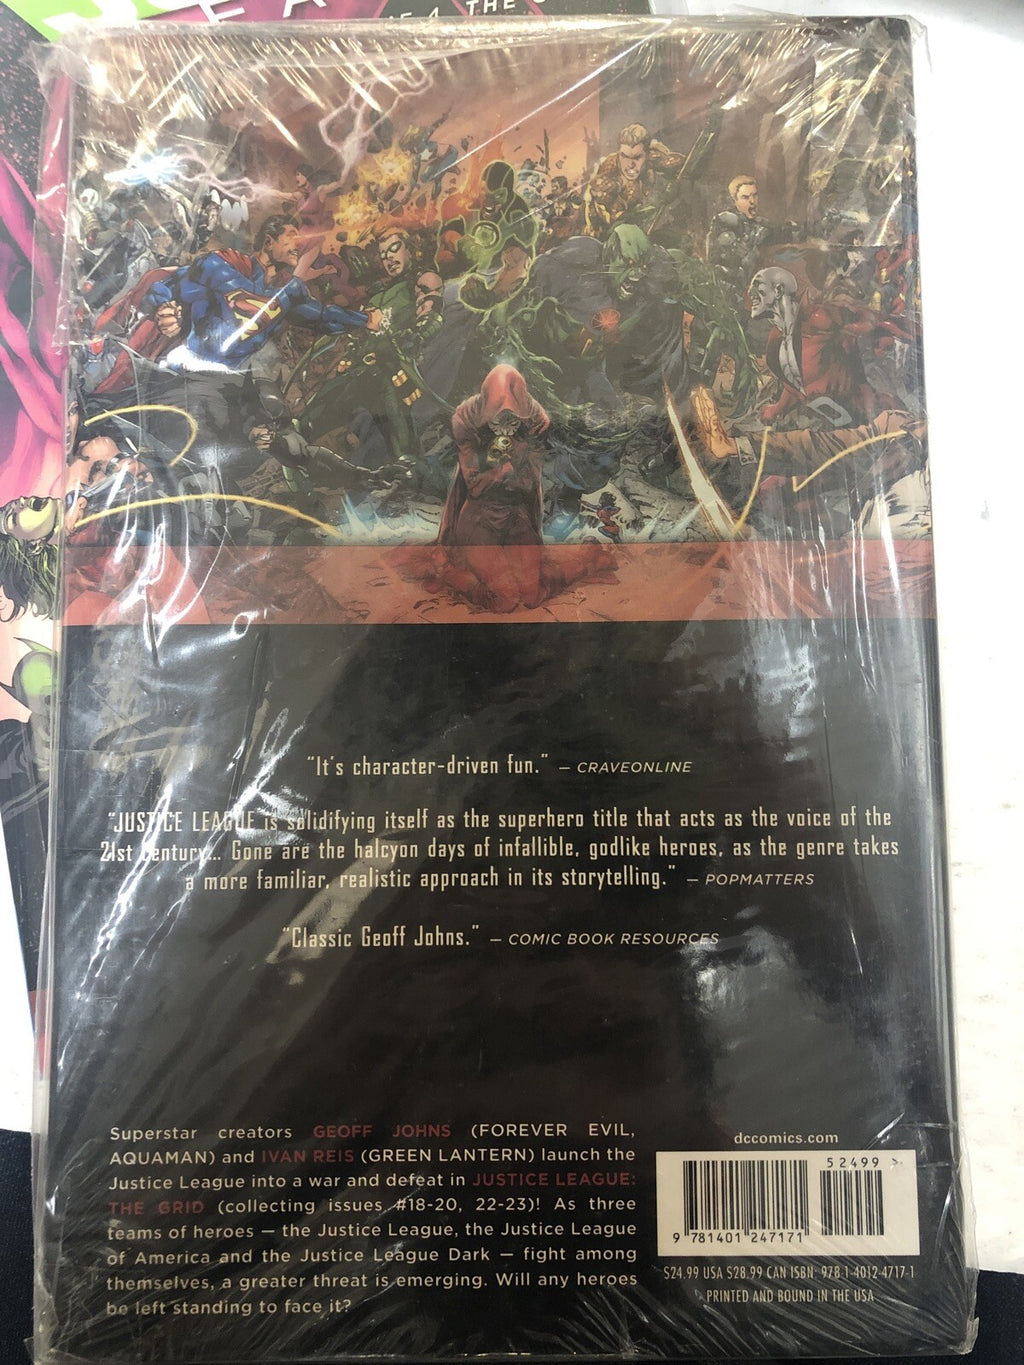 4 THE
"It's character-driven fun." — CRAVEONLINE
"JUSTICE LEAGUE is solidifying itself as the superhero title that acts as the voice of the
21st Century... Gone are the halcyon days of infallible, godlike heroes, as the genre takes
a more familiar, realistic approach in its storytelling." — POPMATTERS
"Classic Geoff Johns." — COMIC BOOK RESOURCES
Superstar creators GEOFF JOHNS (FOREVER EVIL,
AQUAMAN) and IVAN REIS (GREEN LANTERN) launch the
Justice League into a war and defeat in JUSTICE LEAGUE:
THE GRID (collecting issues #18-20, 22-23)! As three
teams of heroes — the Justice League, the Justice League
of America and the Justice League Dark — fight among
themselves, a greater threat is emerging. Will any heroes
be left standing to face it?
dccomics.com
52499 >
9 781401 247171
$24.99 USA $28.99 CAN ISBN: 978-1-4012-4717-1
PRINTED AND BOUND IN THE USA